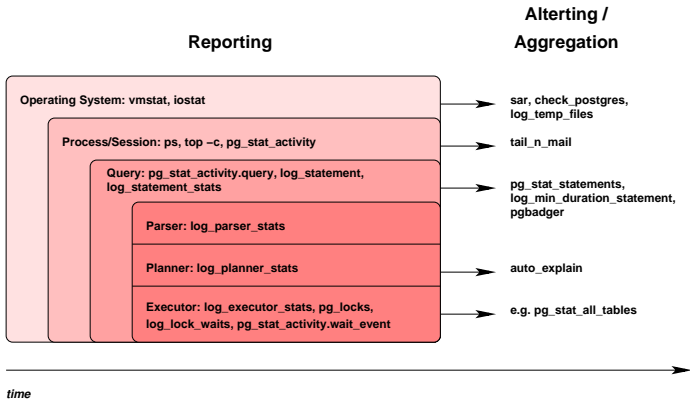 Alterting /
Reporting
Aggregation
Operating System: vmstat, iostat
sar, check_postgres,
log_temp_files
Process/Session: ps, top −c, pg_stat_activity
tail_n_mail
Query: pg_stat_activity.query, log_statement,
log_statement_stats
pg_stat_statements,
log_min_duration_statement,
pgbadger
Parser: log_parser_stats
Planner: log_planner_stats
auto_explain
Executor: log_executor_stats, pg_locks,
log_lock_waits, pg_stat_activity.wait_event
e.g. pg_stat_all_tables
time